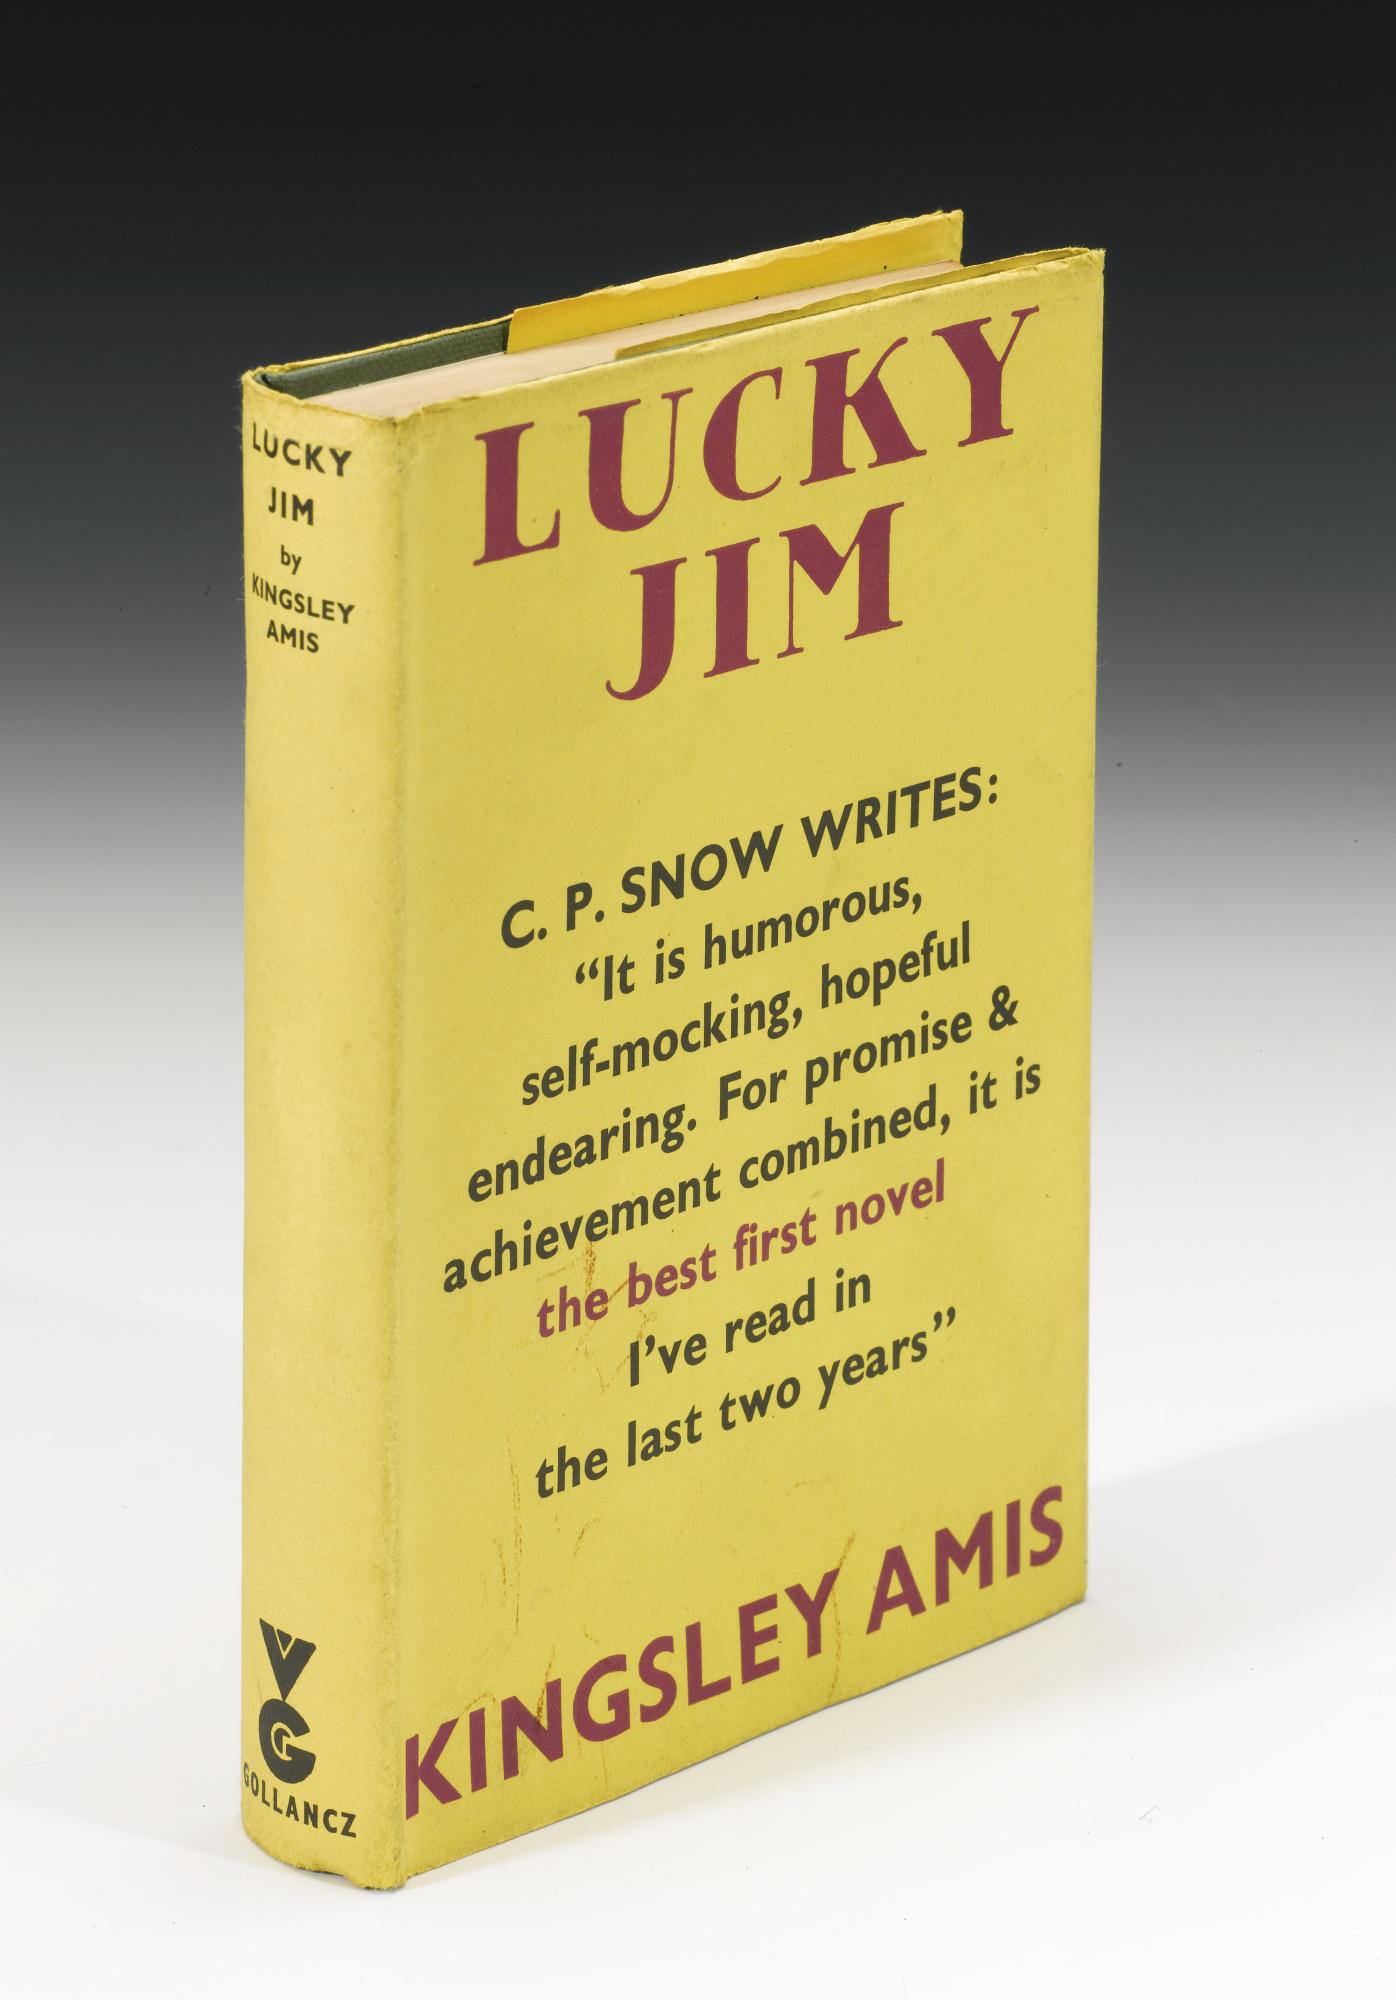 LUCKY
JIM
by
KINGSLEY
AMIS
VG
GOLLANCZ
LUCKY
JIM
C. P. SNOW WRITES:
“It is humorous,
self-mocking, hopeful
endearing. For promise &
achievement combined, it is
the best first novel
I’ve read in
the last two years”
KINGSLEY AMIS